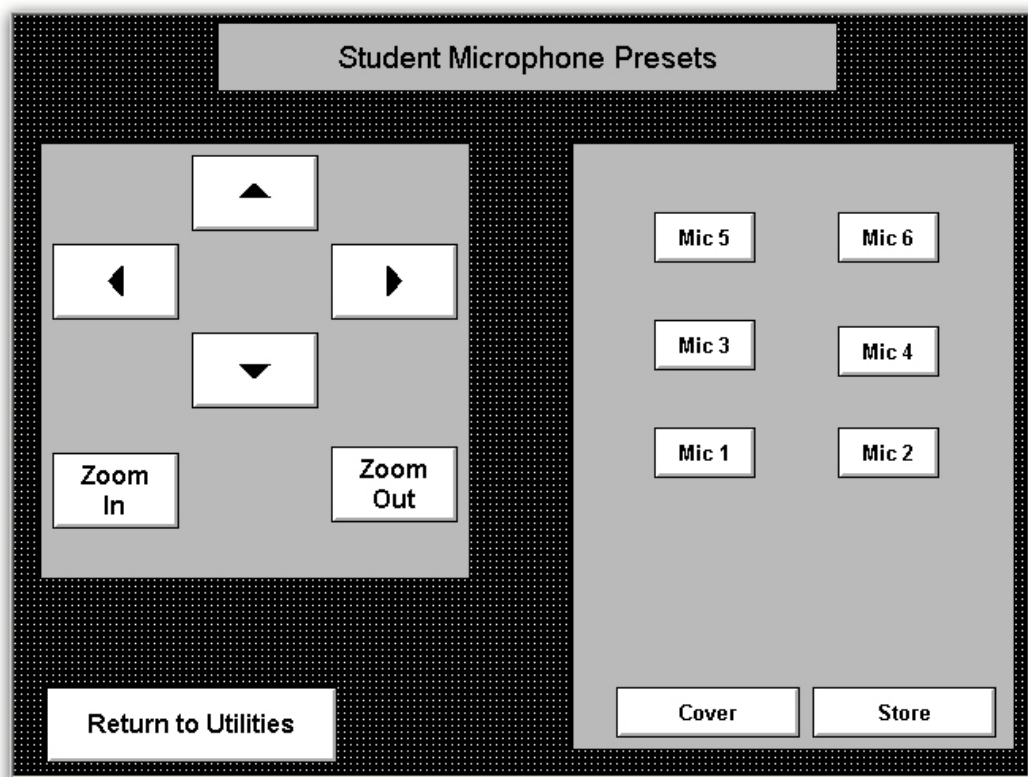 Student Microphone Presets
Zoom
In
Zoom
Out
Mic 5
Mic 6
Mic 3
Mic 4
Mic 1
Mic 2
Cover
Store
Return to Utilities